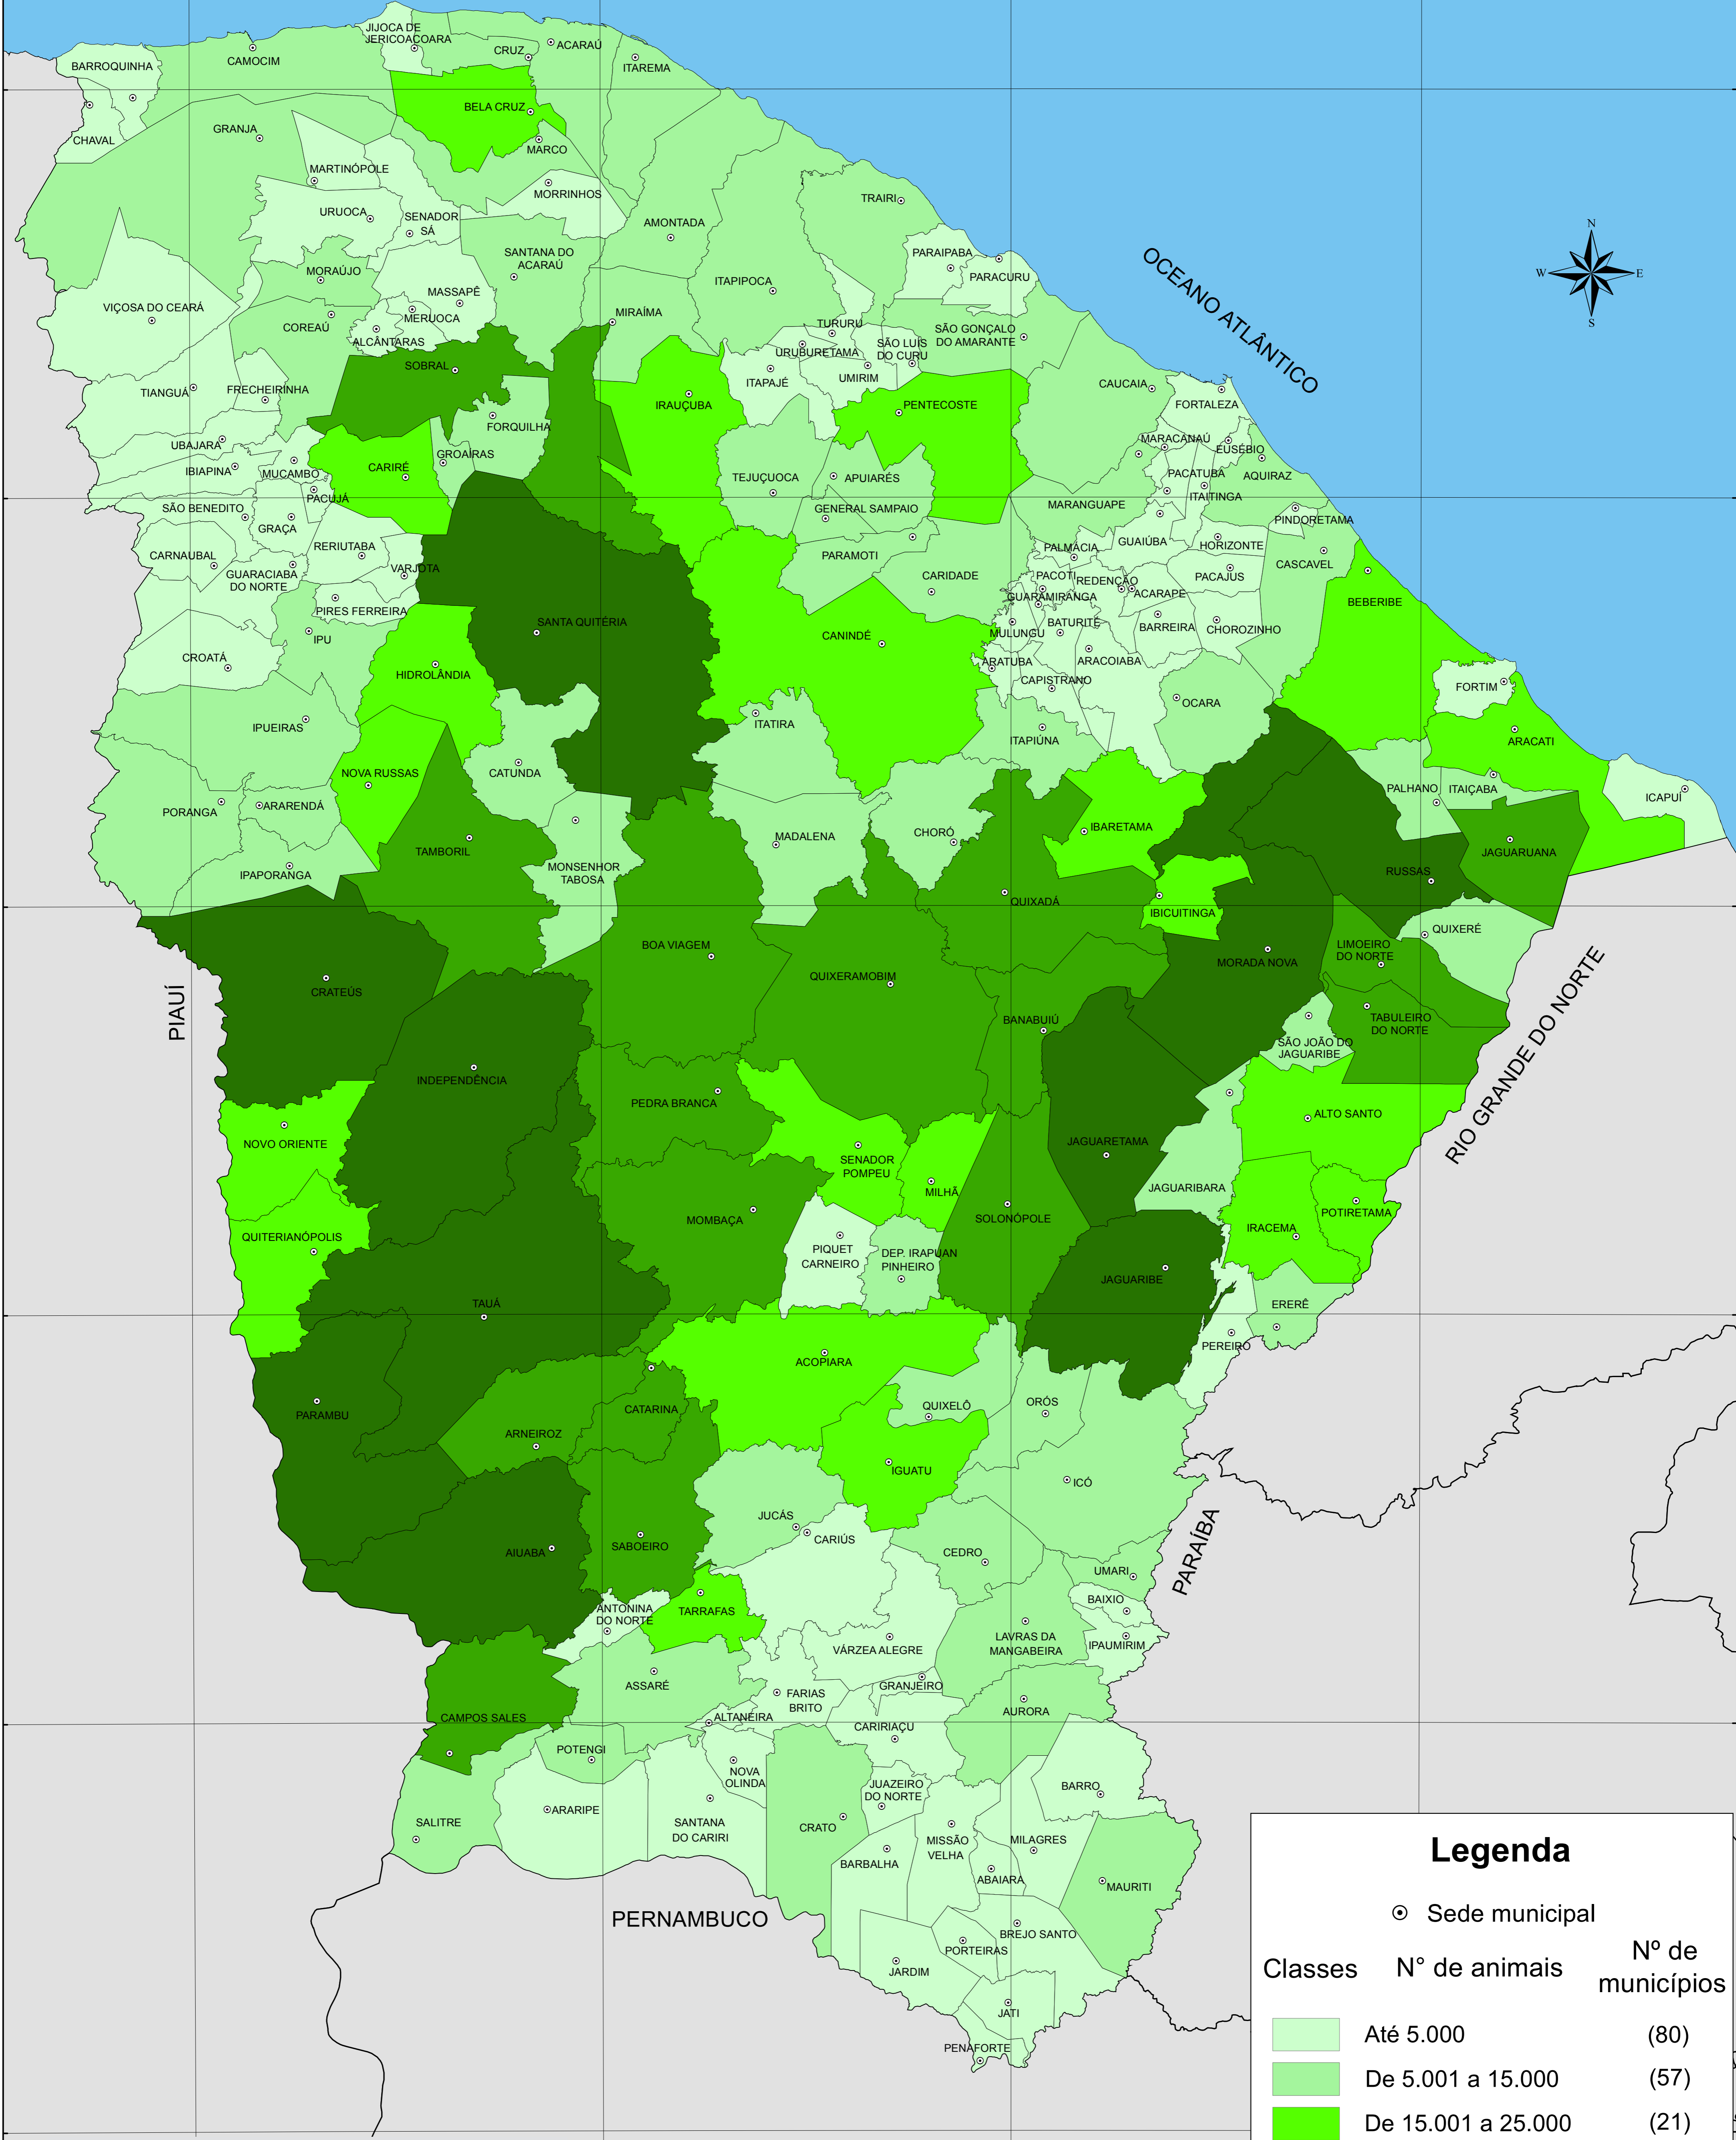 JIJOCA DE
JERICOACOARA
CRUZ
ACARAÚ
BARROQUINHA
CAMOCIM
ITAREMA
BELA CRUZ
CHAVAL
GRANJA
MARCO
MARTINÓPOLE
MORRINHOS
TRAIRI
URUOCA
SENADOR
SÁ
AMONTADA
N
W
E
S
OCEANO ATLÂNTICO
SANTANA DO
ACARAÚ
PARAIPABA
PARACURU
MORAÚJO
MASSAPÊ
ITAPIPOCA
VIÇOSA DO CEARÁ
COREAÚ
MERUOCA
MIRAÍMA
ALCÂNTARAS
TURURU
URUBURETAMA
SÃO LUIS
DO CURU
SÃO GONÇALO
DO AMARANTE
SOBRAL
TIANGUÁ
FRECHEIRINHA
ITAPAJÉ
UMIRIM
CAUCAIA
FORTALEZA
IRAUÇUBA
PENTECOSTE
FORQUILHA
UBAJARA
MARACANAÚ
EUSÉBIO
IBIAPINA
MUCAMBO
CARIRÉ
GROAÍRAS
TEJUÇUOCA
APUIARÉS
PACATUBA
AQUIRAZ
PACUJÁ
ITAITINGA
SÃO BENEDITO
GRAÇA
GENERAL SAMPAIO
MARANGUAPE
PINDORETAMA
CARNAUBAL
RERIUTABA
VARJOTA
PARAMOTI
PALMÁCIA
GUAIÚBA
HORIZONTE
GUARACIABA
DO NORTE
CARIDADE
PACOTI
REDENÇÃO
PACAJUS
CASCAVEL
PIRES FERREIRA
GUARAMIRANGA
ACARAPE
BEBERIBE
IPU
SANTA QUITÉRIA
CANINDÉ
MULUNGU
BATURITÉ
BARREIRA
CHOROZINHO
CROATÁ
HIDROLÂNDIA
ARATUBA
ARACOIABA
CAPISTRANO
FORTIM
IPUEIRAS
ITATIRA
OCARA
ITAPIÚNA
ARACATI
NOVA RUSSAS
CATUNDA
PORANGA
ARARENDÁ
PALHANO
ITAIÇABA
ICAPUÍ
TAMBORIL
MADALENA
CHORÓ
IBARETAMA
JAGUARUANA
IPAPORANGA
MONSENHOR
TABOSA
RUSSAS
QUIXADÁ
IBICUITINGA
QUIXERÉ
BOA VIAGEM
QUIXERAMOBIM
MORADA NOVA
LIMOEIRO
DO NORTE
CRATEÚS
PIAUÍ
BANABUIÚ
TABULEIRO
DO NORTE
SÃO JOÃO DO
JAGUARIBE
RIO GRANDE DO NORTE
INDEPENDÊNCIA
PEDRA BRANCA
ALTO SANTO
NOVO ORIENTE
JAGUARETAMA
SENADOR
POMPEU
MILHÃ
JAGUARIBARA
MOMBAÇA
SOLONÓPOLE
POTIRETAMA
QUITERIANÓPOLIS
IRACEMA
PIQUET
CARNEIRO
DEP. IRAPUAN
PINHEIRO
JAGUARIBE
TAUÁ
ERERÊ
PEREIRO
ACOPIARA
PARAMBU
CATARINA
QUIXELÔ
ORÓS
ARNEIROZ
IGUATU
ICÓ
JUCÁS
CARIÚS
AIUABA
SABOEIRO
CEDRO
UMARI
PARAÍBA
ANTONINA
DO NORTE
TARRAFAS
BAIXIO
LAVRAS DA
MANGABEIRA
IPAUMIRIM
VÁRZEA ALEGRE
ASSARÉ
FARIAS
BRITO
GRANJEIRO
AURORA
CAMPOS SALES
ALTANEIRA
CARIRIAÇU
POTENGI
NOVA
OLINDA
JUAZEIRO
DO NORTE
BARRO
ARARIPE
SALITRE
SANTANA
DO CARIRI
CRATO
MISSÃO
VELHA
MILAGRES
BARBALHA
ABAIARA
MAURITI
PERNAMBUCO
BREJO SANTO
PORTEIRAS
JARDIM
JATI
PENAFORTE
Legenda
Sede municipal
Classes N° de animais Nº de
municípios
Até 5.000 (80)
De 5.001 a 15.000 (57)
De 15.001 a 25.000 (21)